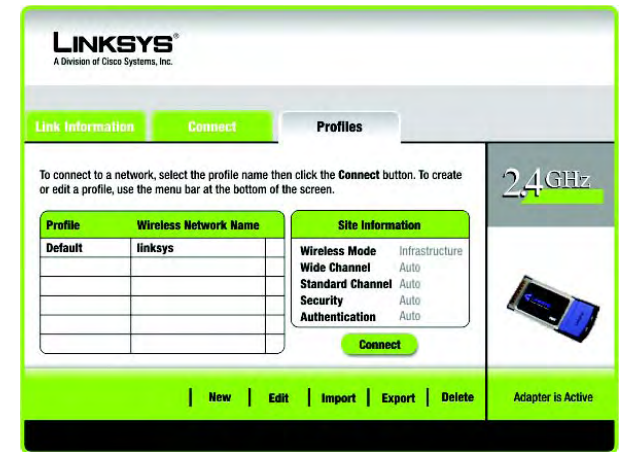 LINKSYS®
A Division of Cisco Systems, Inc.
Link Information
Connect
Profiles
To connect to a network, select the profile name then click the Connect button. To create
or edit a profile, use the menu bar at the bottom of the screen.
2.4GHz
Profile Wireless Network Name
Default linksys
Site Information
Wireless Mode Infrastructure
Wide Channel Auto
Standard Channel Auto
Security Auto
Authentication Auto
Connect
New | Edit | Import | Export | Delete
Adapter is Active